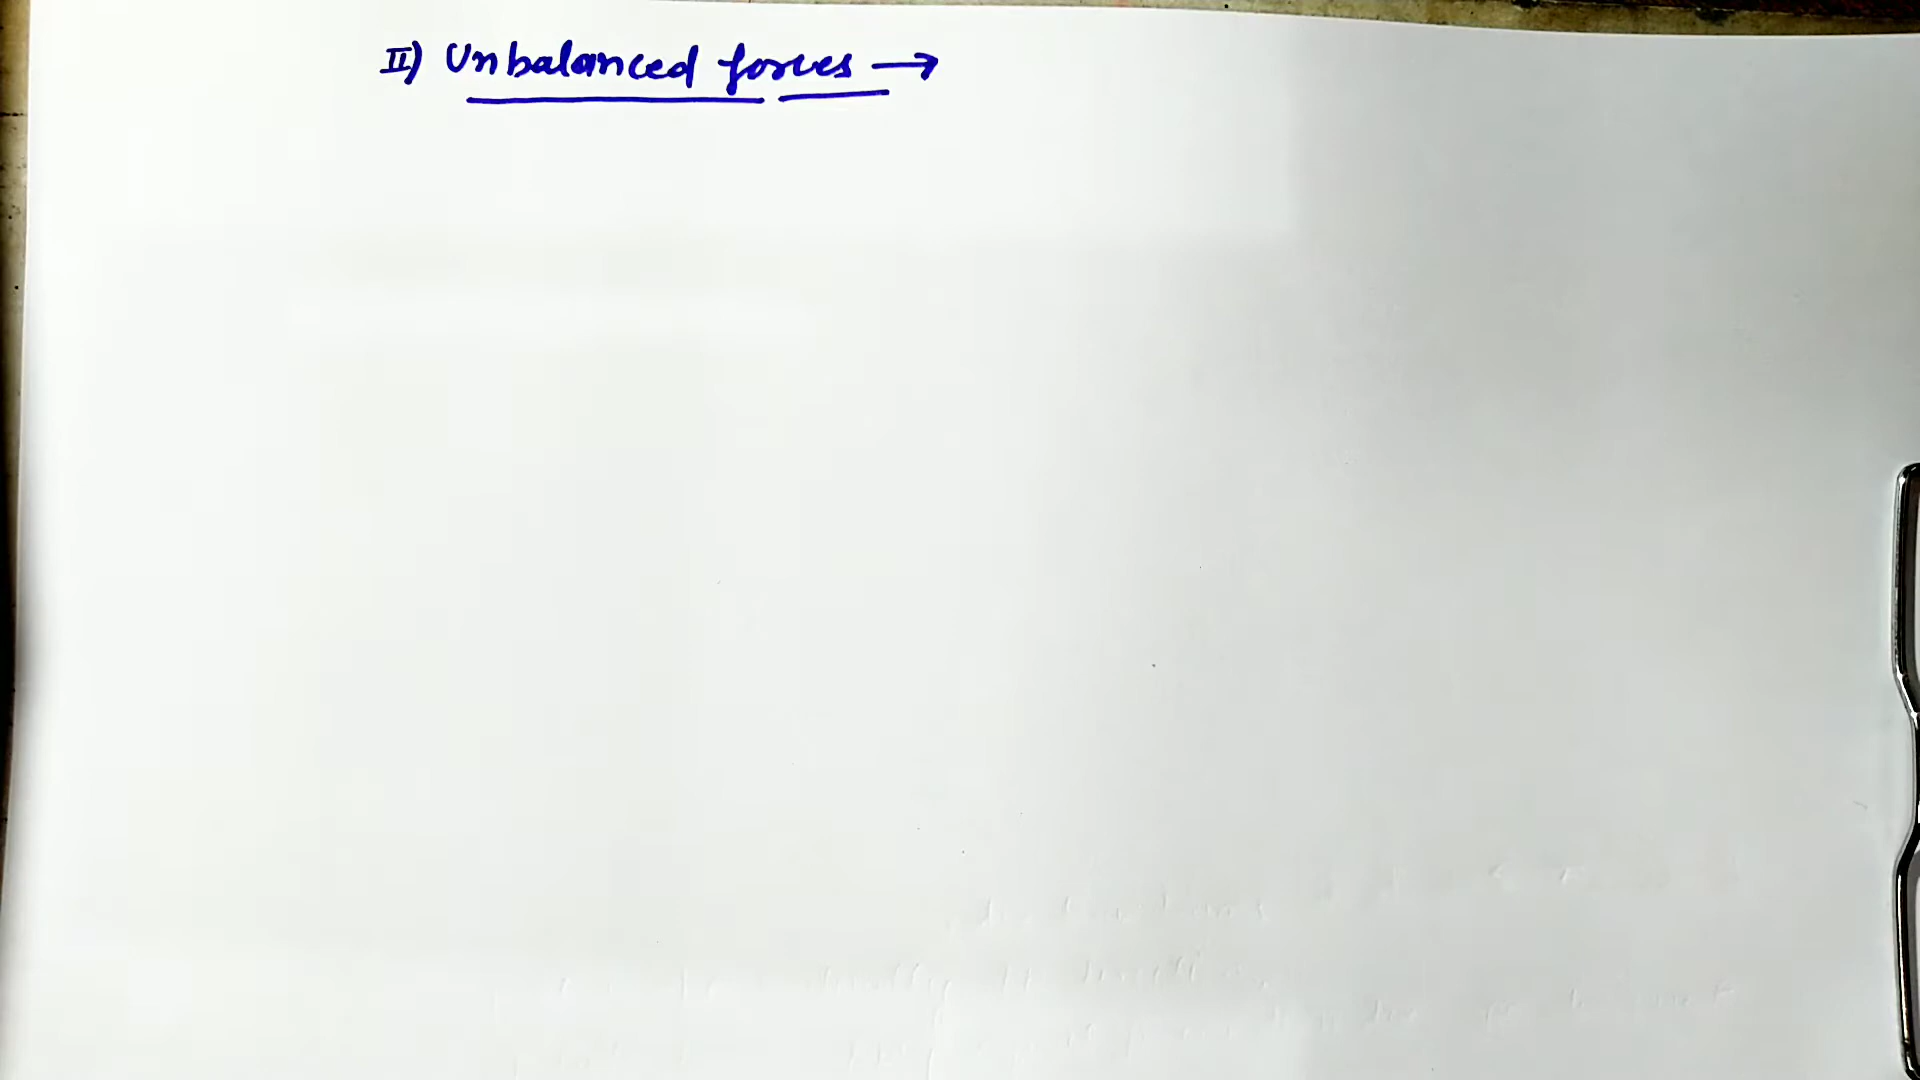 II) Unbalanced forces →